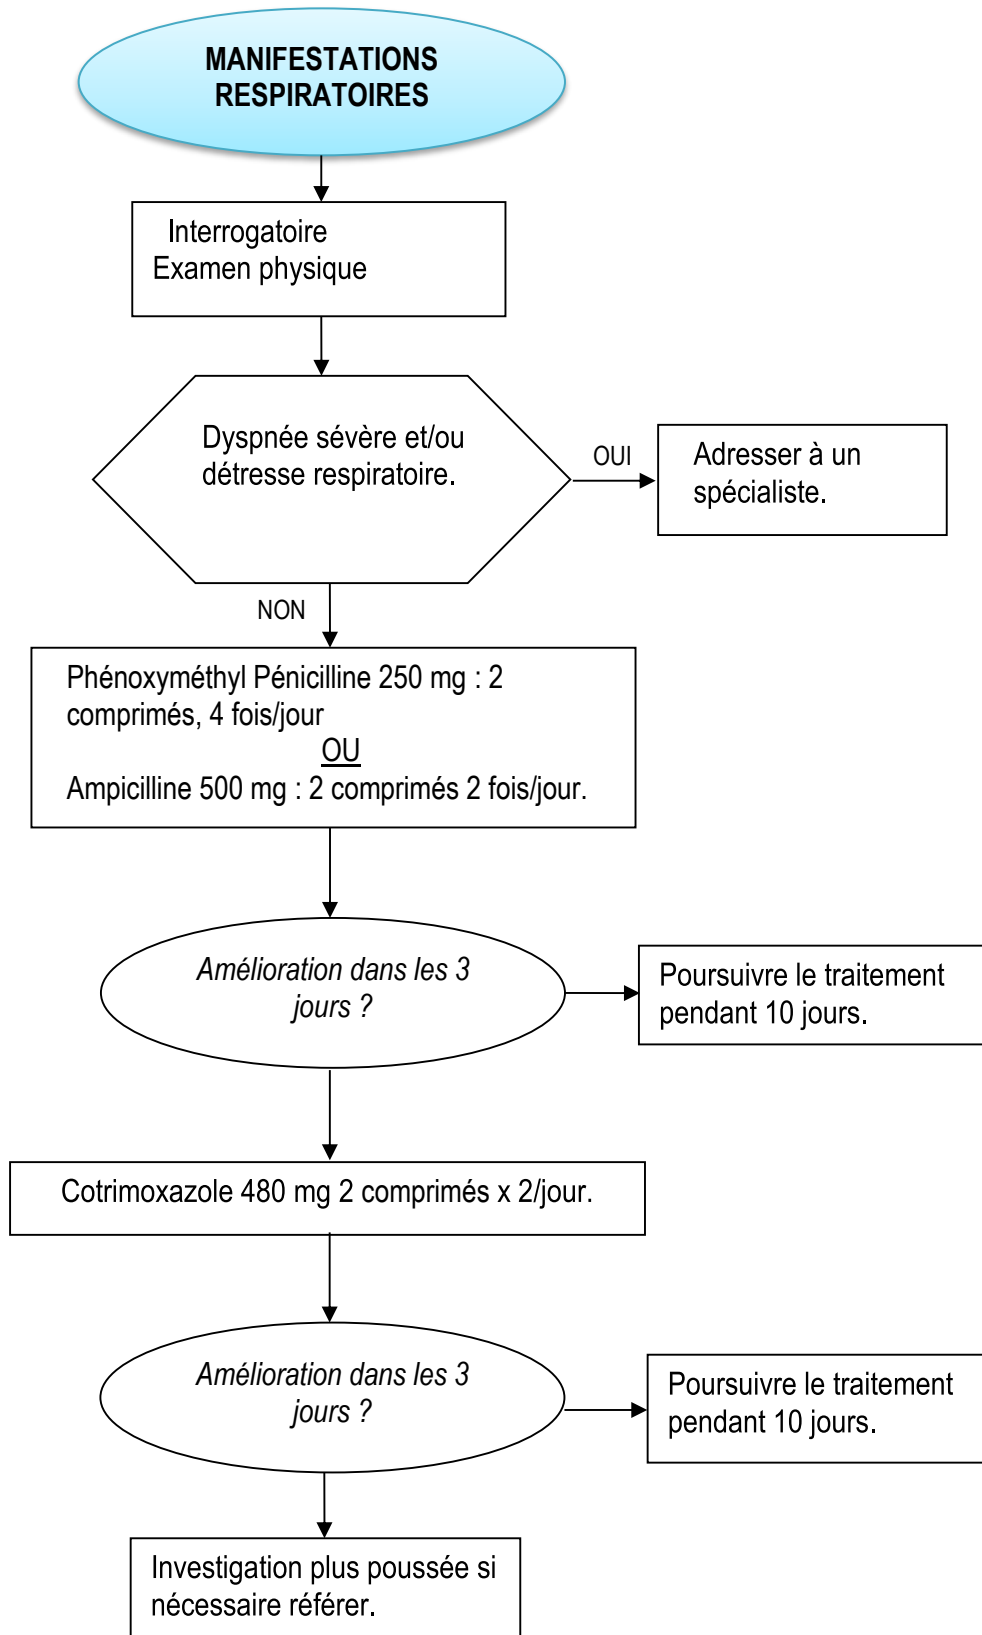 MANIFESTATIONS
RESPIRATOIRES
Interrogatoire
Examen physique
Dyspnée sévère et/ou
détresse respiratoire.
OUI
Adresser à un
spécialiste.
NON
Phénoxyméthyl Pénicilline 250 mg : 2
comprimés, 4 fois/jour
OU
Ampicilline 500 mg : 2 comprimés 2 fois/jour.
Amélioration dans les 3
jours ?
Poursuivre le traitement
pendant 10 jours.
Cotrimoxazole 480 mg 2 comprimés x 2/jour.
Amélioration dans les 3
jours ?
Poursuivre le traitement
pendant 10 jours.
Investigation plus poussée si
nécessaire référer.